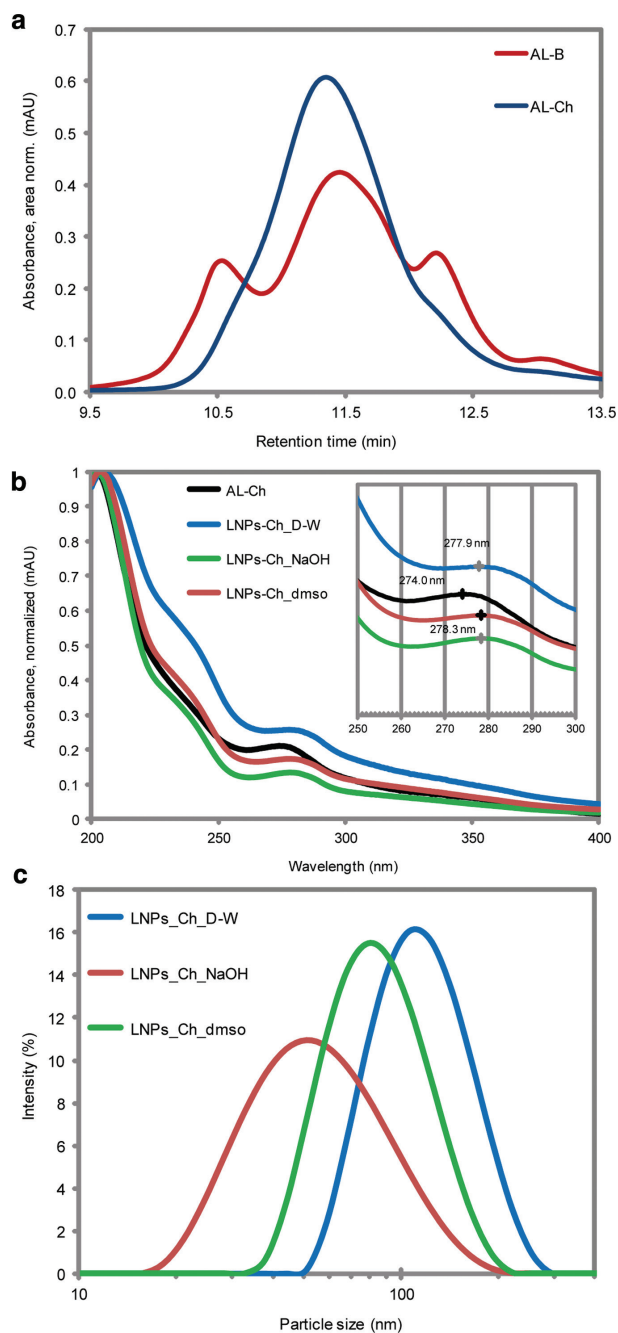 a
Absorbance, area norm. (mAU)
0.7
0.6
0.5
0.4
0.3
0.2
0.1
0.0
AL-B
AL-Ch
9.5 10.5 11.5 12.5 13.5
Retention time (min)
b
Absorbance, normalized (mAU)
1
0.9
0.8
0.7
0.6
0.5
0.4
0.3
0.2
0.1
0
AL-Ch
LNPs-Ch_D-W
LNPs-Ch_NaOH
LNPs-Ch_dmso
277.9 nm
274.0 nm
278.3 nm
250 260 270 280 290 300
200 250 300 350 400
Wavelength (nm)
c
Intensity (%)
18
16
14
12
10
8
6
4
2
0
LNPs_Ch_D-W
LNPs_Ch_NaOH
LNPs_Ch_dmso
10 100
Particle size (nm)